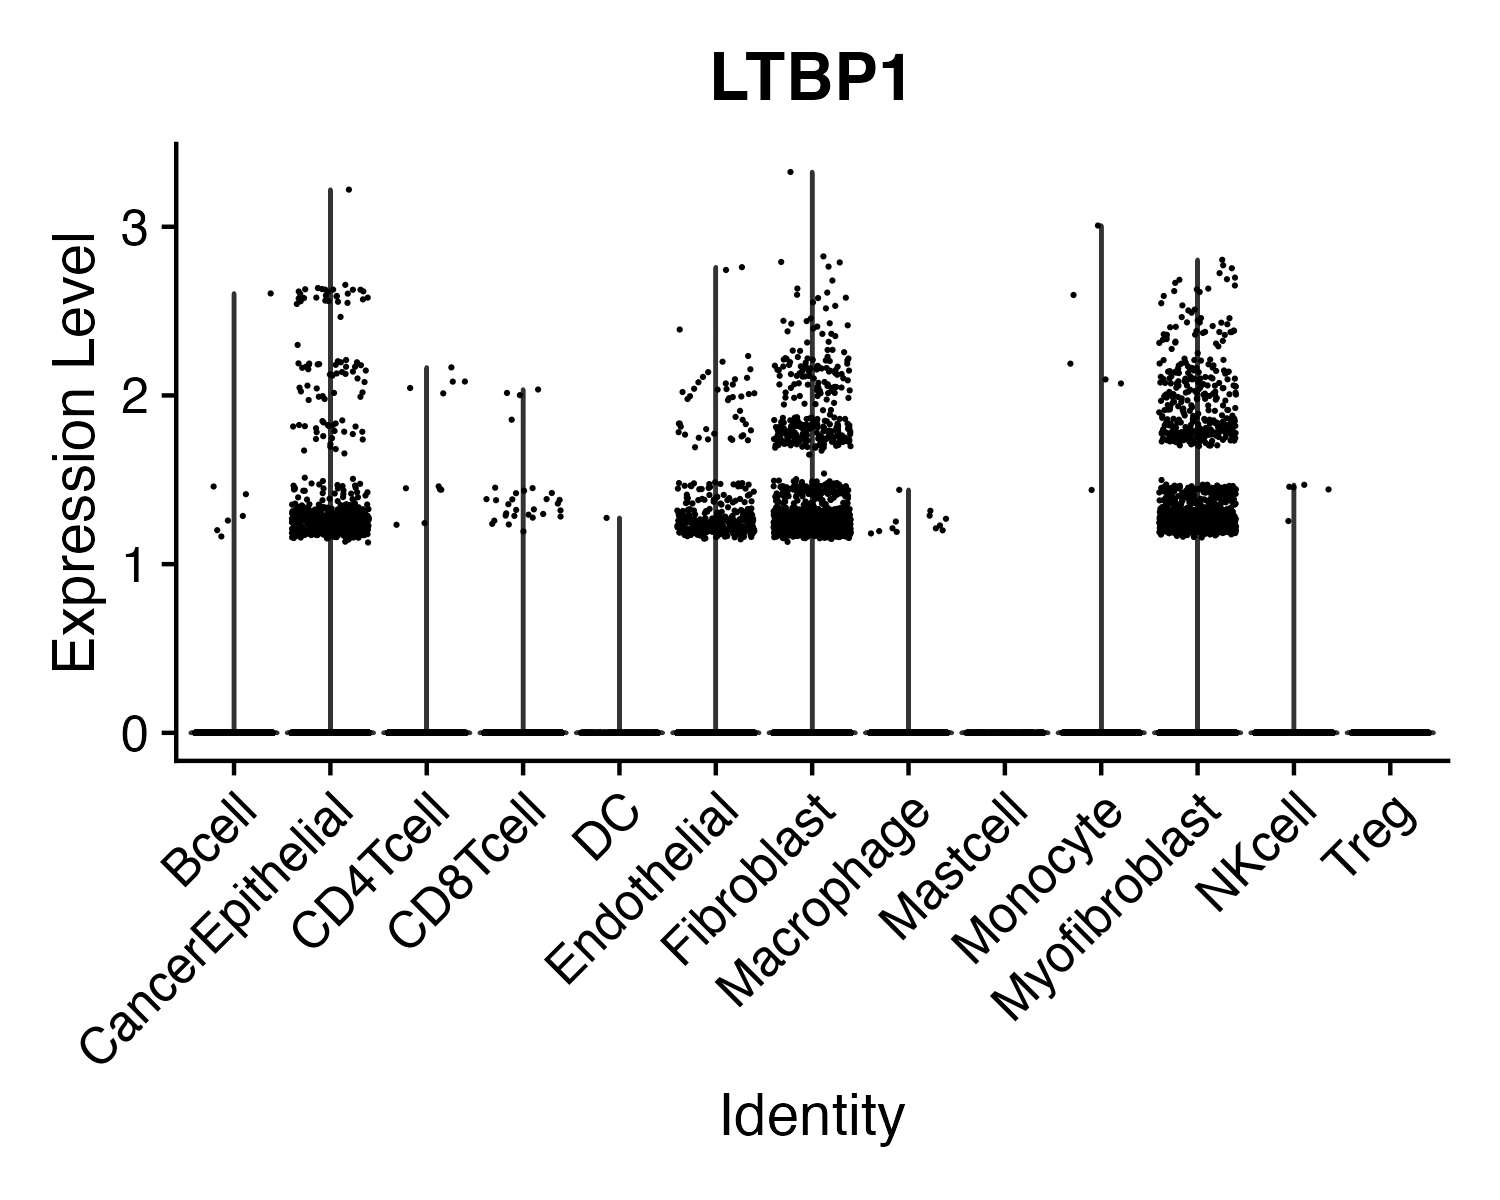 LTBP1
Expression Level
3
2
1
0
Bcell
CancerEpithelial
CD4Tcell
CD8Tcell
DC
Endothelial
Fibroblast
Macrophage
Mastcell
Monocyte
Myofibroblast
NKcell
Treg
Identity